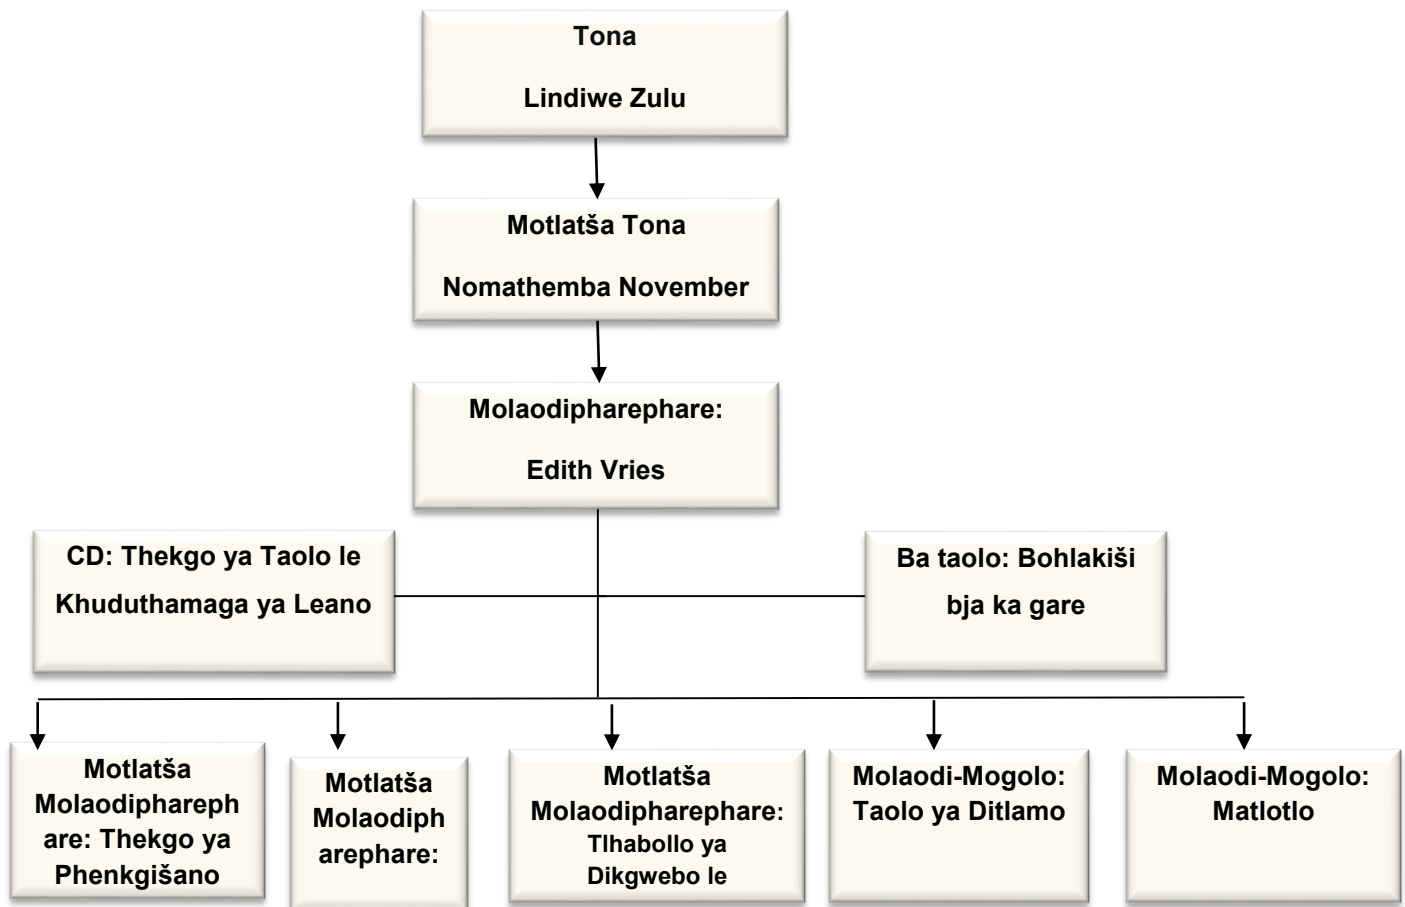 Tona
Lindiwe Zulu
Motlatša Tona
Nomathemba November
Molaodipharephare:
Edith Vries
CD: Thekgo ya Taolo le
Khuduthamaga ya Leano
Ba taolo: Bohlakiši
bja ka gare
Motlatša
Molaodiphareph
are: Thekgo ya
Phenkgišano
Motlatša
Molaodiph
arephare:
Motlatša
Molaodipharephare:
Tlhabollo ya
Dikgwebo le
Molaodi-Mogolo:
Taolo ya Ditlamo
Molaodi-Mogolo:
Matlotlo